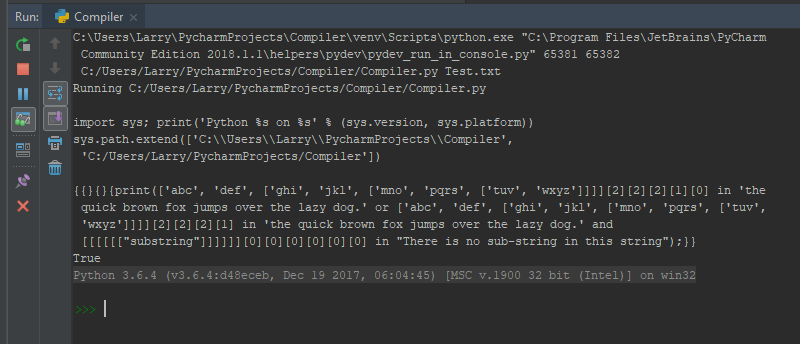 Run: Compiler
C:\Users\Larry\PycharmProjects\Compiler\venv\Scripts\python.exe "C:\Program Files\JetBrains\PyCharm
Community Edition 2018.1.1\helpers\pydev\pydev_run_in_console.py" 65381 65382
C:/Users/Larry/PycharmProjects/Compiler/Compiler.py Test.txt
Running C:/Users/Larry/PycharmProjects/Compiler/Compiler.py
import sys; print('Python %s on %s' % (sys.version, sys.platform))
sys.path.extend(['C:\\Users\\Larry\\PycharmProjects\\Compiler',
'C:/Users/Larry/PycharmProjects/Compiler'])
{{}{}{print(['abc', 'def', ['ghi', 'jkl', ['mno', 'pqrs', ['tuv', 'wxyz']]]][2][2][2][1][0] in 'the
quick brown fox jumps over the lazy dog.' or ['abc', 'def', ['ghi', 'jkl', ['mno', 'pqrs', ['tuv',
'wxyz']]]][2][2][2][1] in 'the quick brown fox jumps over the lazy dog.' and
[[[[[["substring"]]]]]][0][0][0][0][0][0] in "There is no sub-string in this string");}}
True
Python 3.6.4 (v3.6.4:d48eceb, Dec 19 2017, 06:04:45) [MSC v.1900 32 bit (Intel)] on win32
>>>